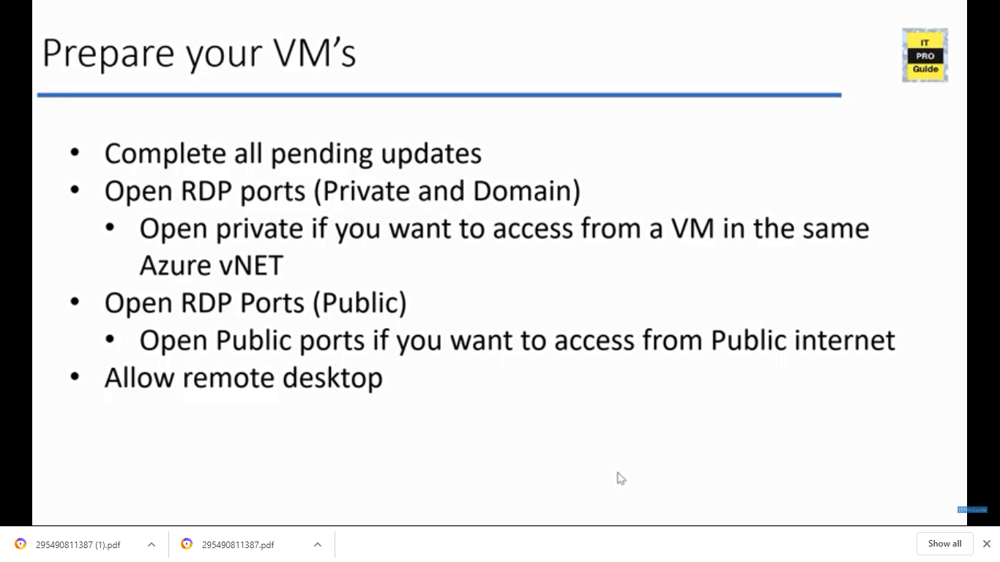 Prepare your VM’s
IT
PRO
Guide
• Complete all pending updates
• Open RDP ports (Private and Domain)
• Open private if you want to access from a VM in the same
Azure vNET
• Open RDP Ports (Public)
• Open Public ports if you want to access from Public internet
• Allow remote desktop
ITProGuide
295490811387 (1).pdf
295490811387.pdf
Show all